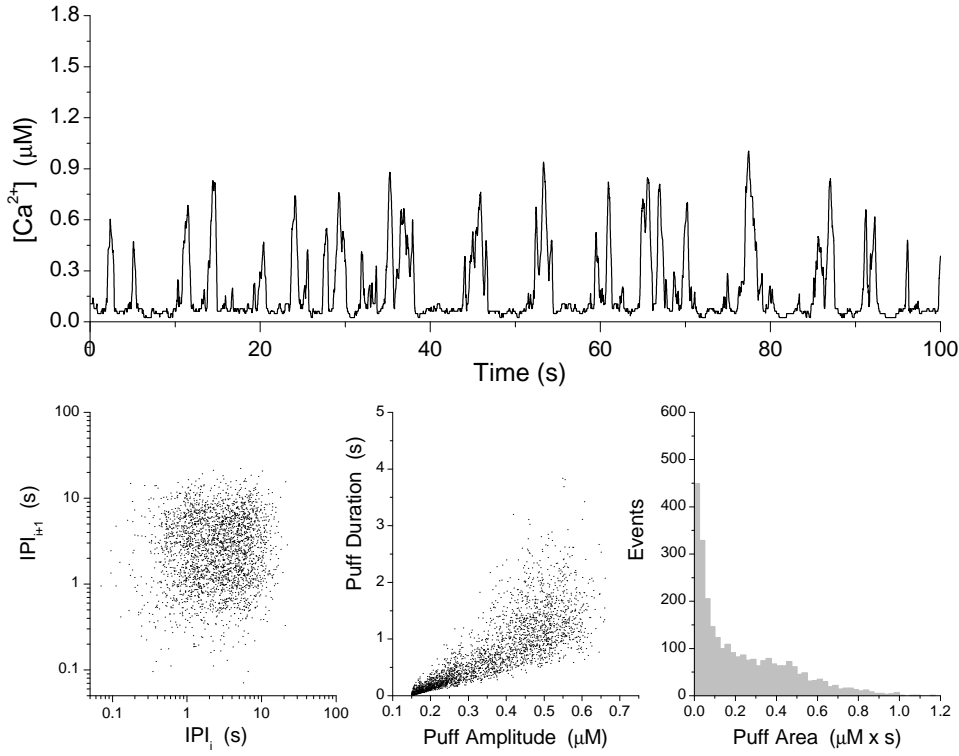 1.8
1.5
1.2
0.9
0.6
0.3
0.0
[Ca²⁺] (μM)
0 20 40 60 80 100
Time (s)
100
10
1
0.1
IPI_{i+1} (s)
0.1 1 10 100
IPI_i (s)
5
4
3
2
1
0
Puff Duration (s)
0.1 0.2 0.3 0.4 0.5 0.6 0.7
Puff Amplitude (μM)
600
500
400
300
200
100
0
Events
0.0 0.2 0.4 0.6 0.8 1.0 1.2
Puff Area (μM x s)